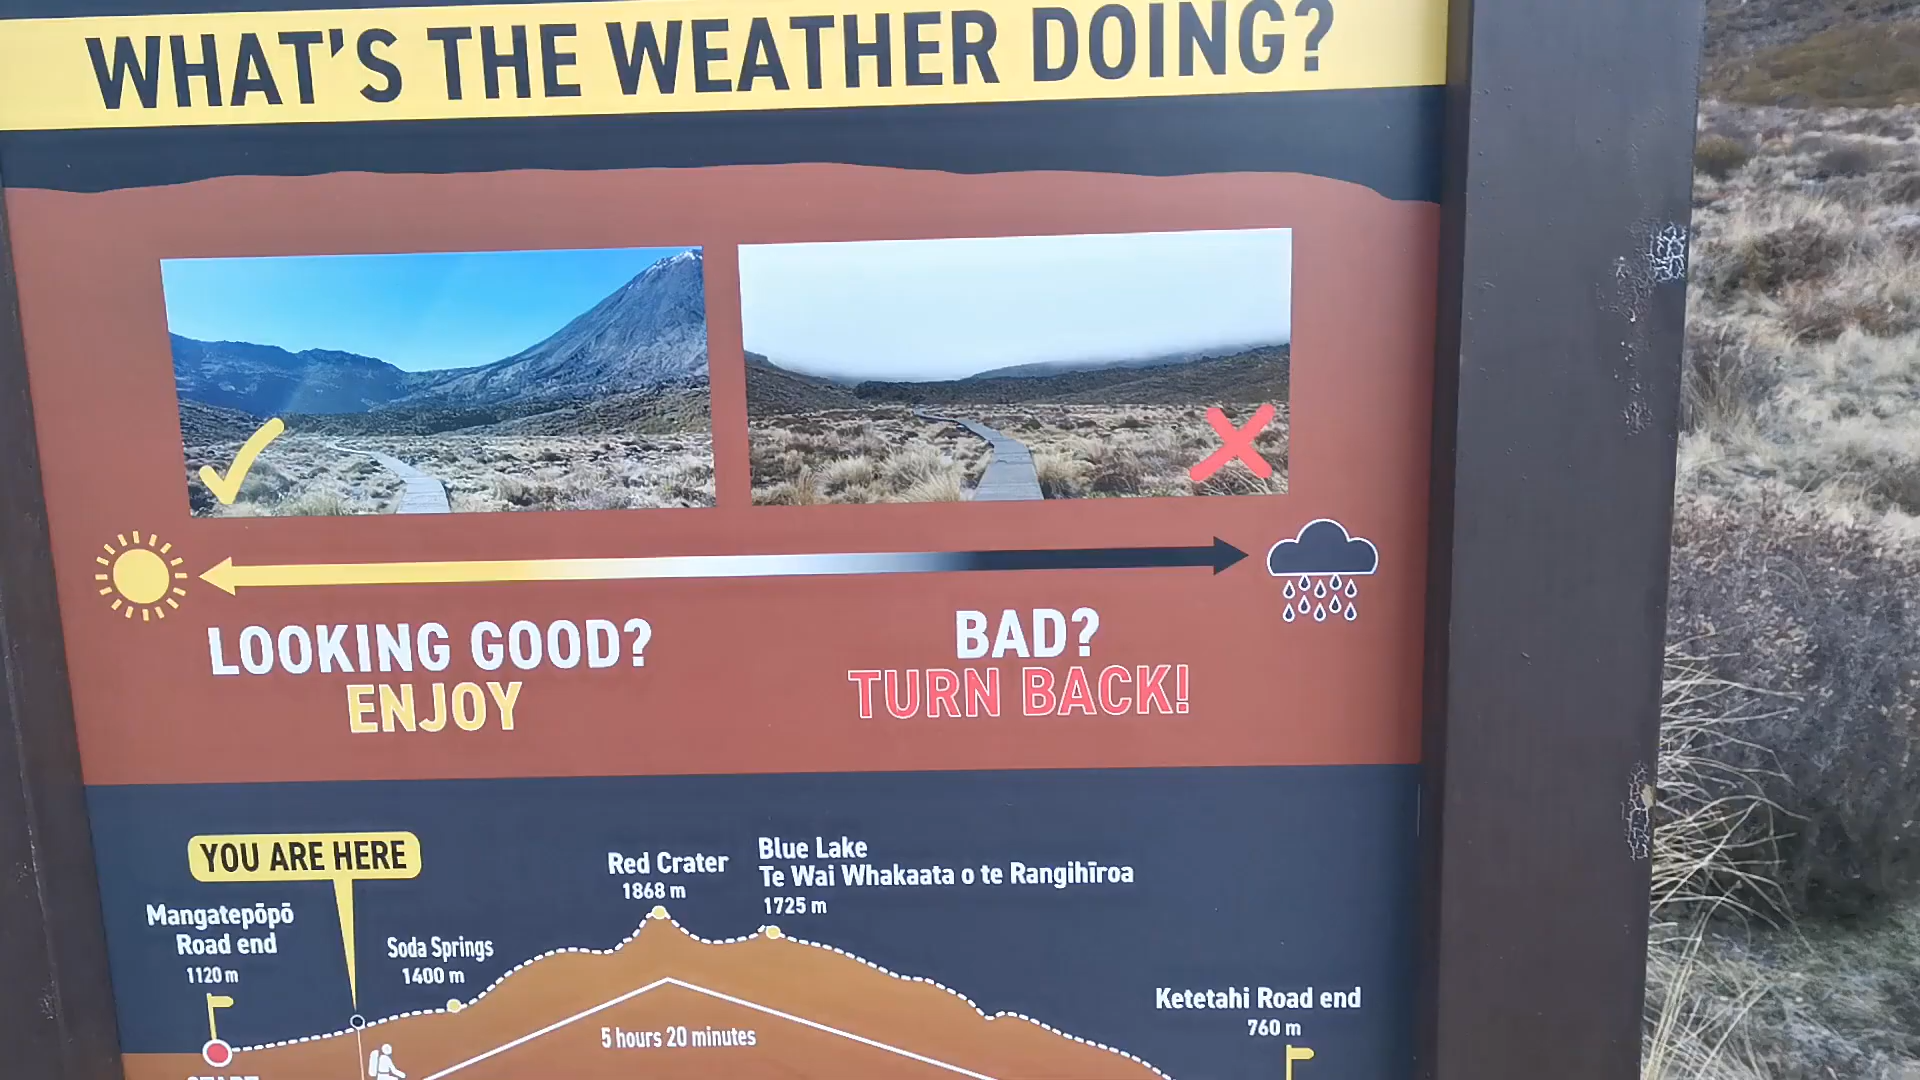 WHAT'S THE WEATHER DOING?
LOOKING GOOD?
ENJOY
BAD?
TURN BACK!
YOU ARE HERE
Mangatepōpō
Road end
1120 m
Soda Springs
1400 m
Red Crater
1868 m
Blue Lake
Te Wai Whakaata o te Rangihīroa
1725 m
Ketetahi Road end
760 m
5 hours 20 minutes